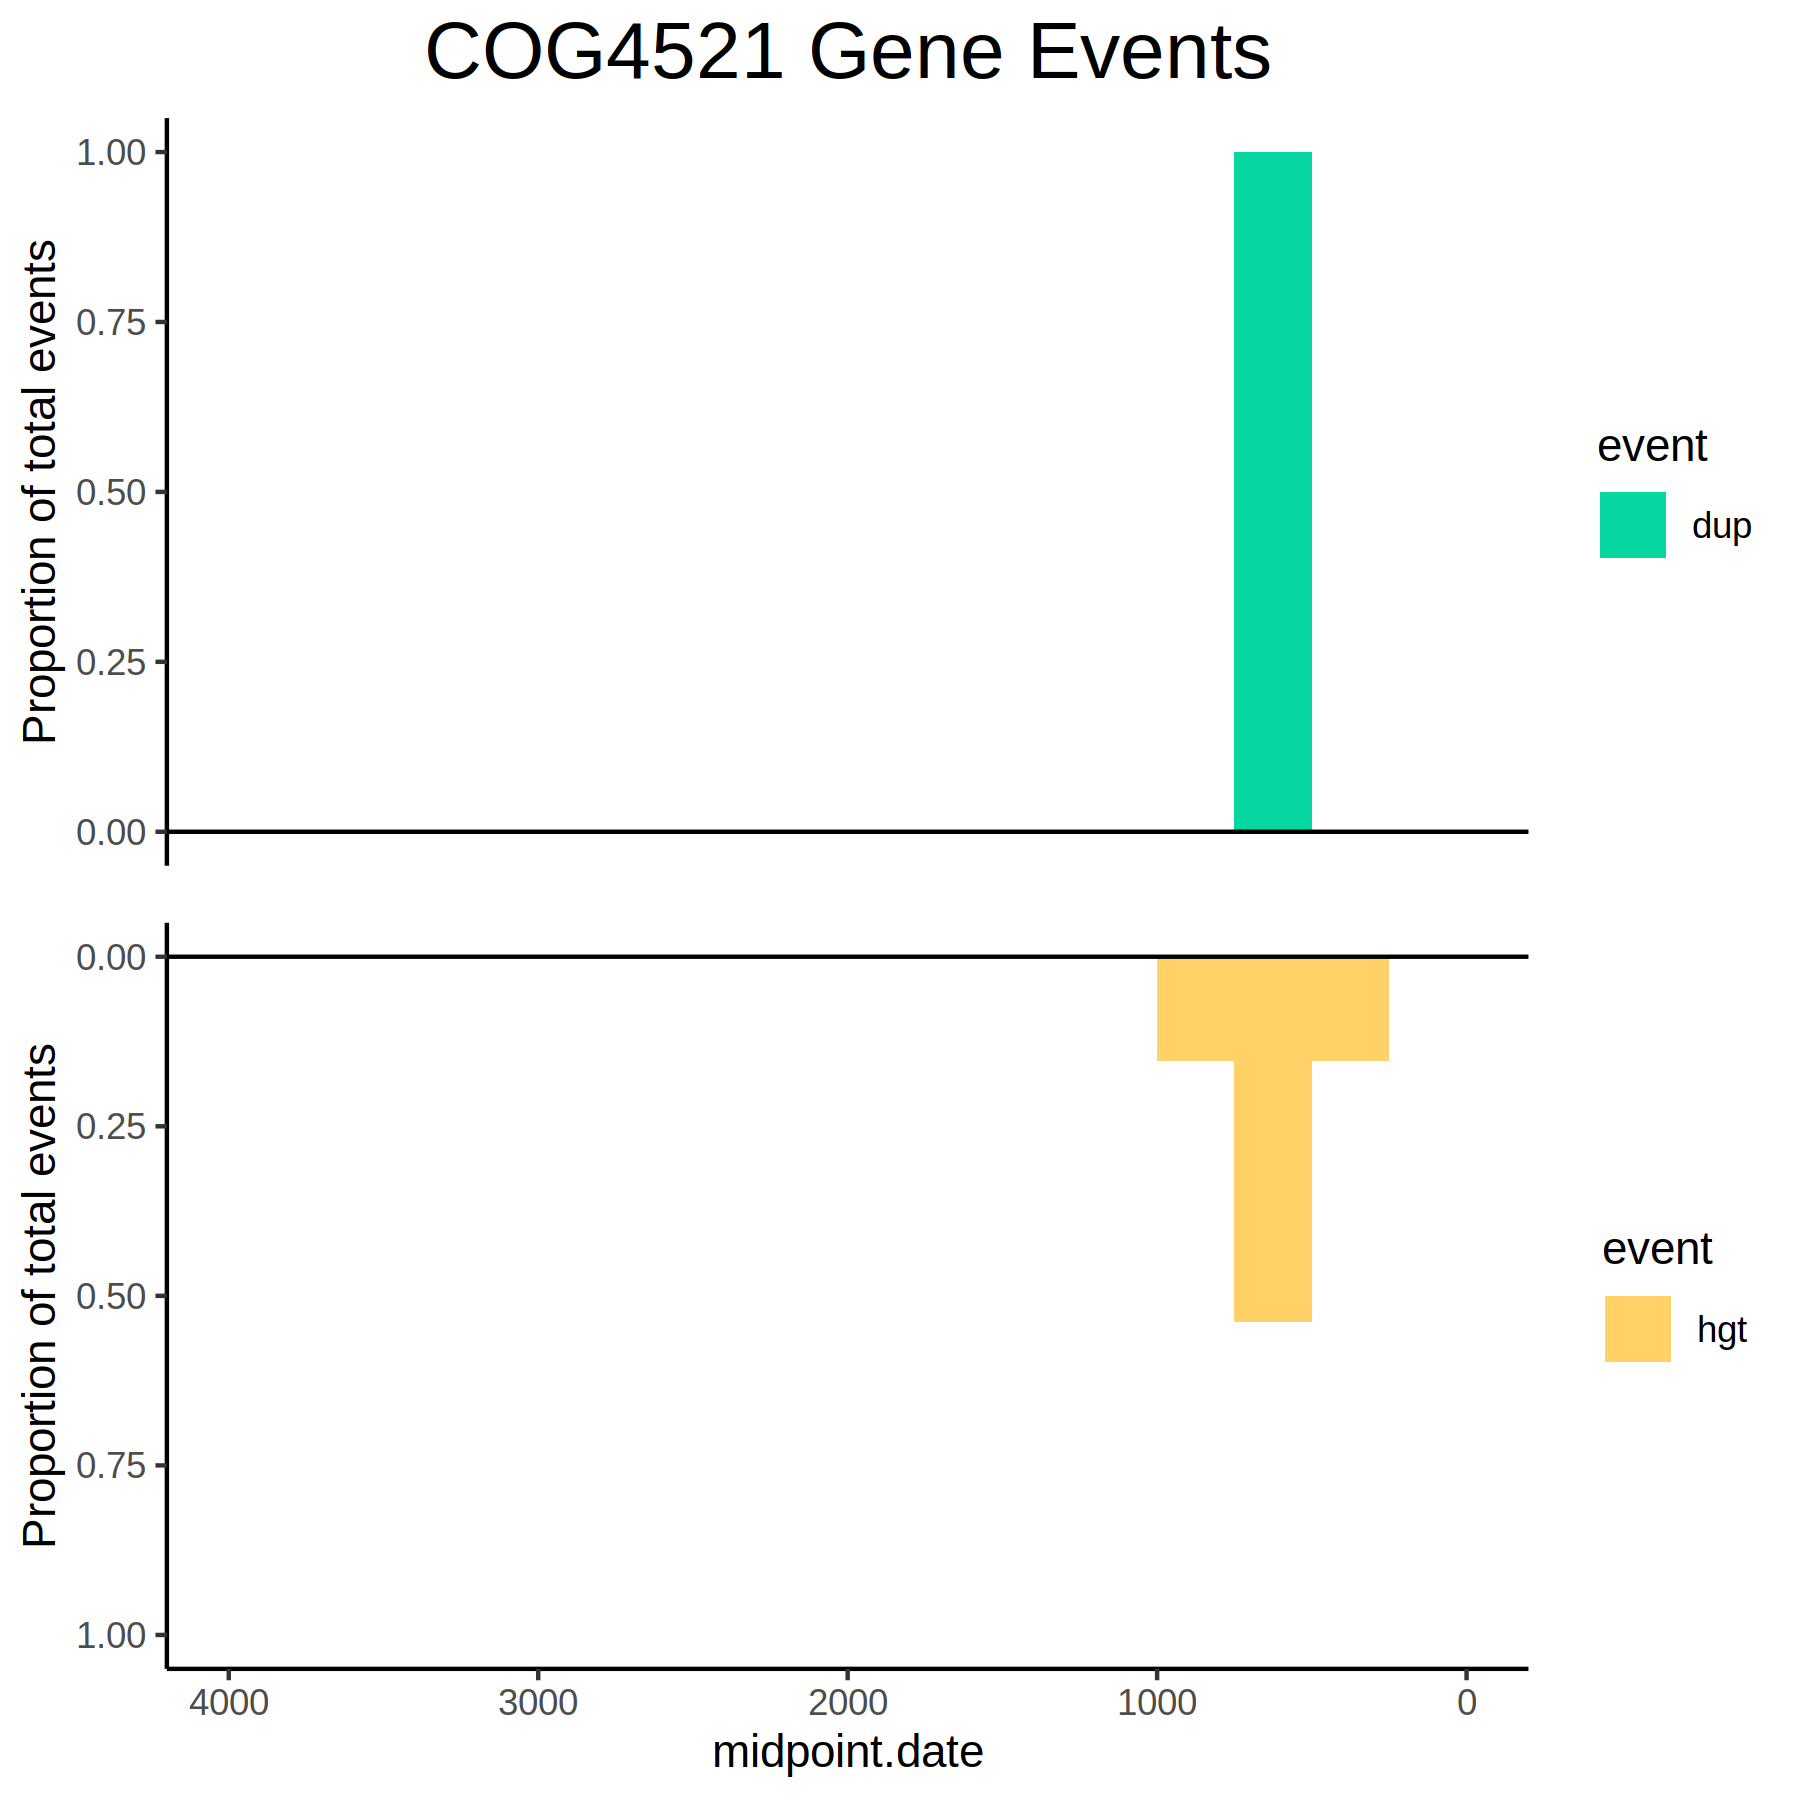 COG4521 Gene Events
Proportion of total events
1.00
0.75
0.50
0.25
0.00
event
dup
Proportion of total events
0.00
0.25
0.50
0.75
1.00
event
hgt
4000 3000 2000 1000 0
midpoint.date